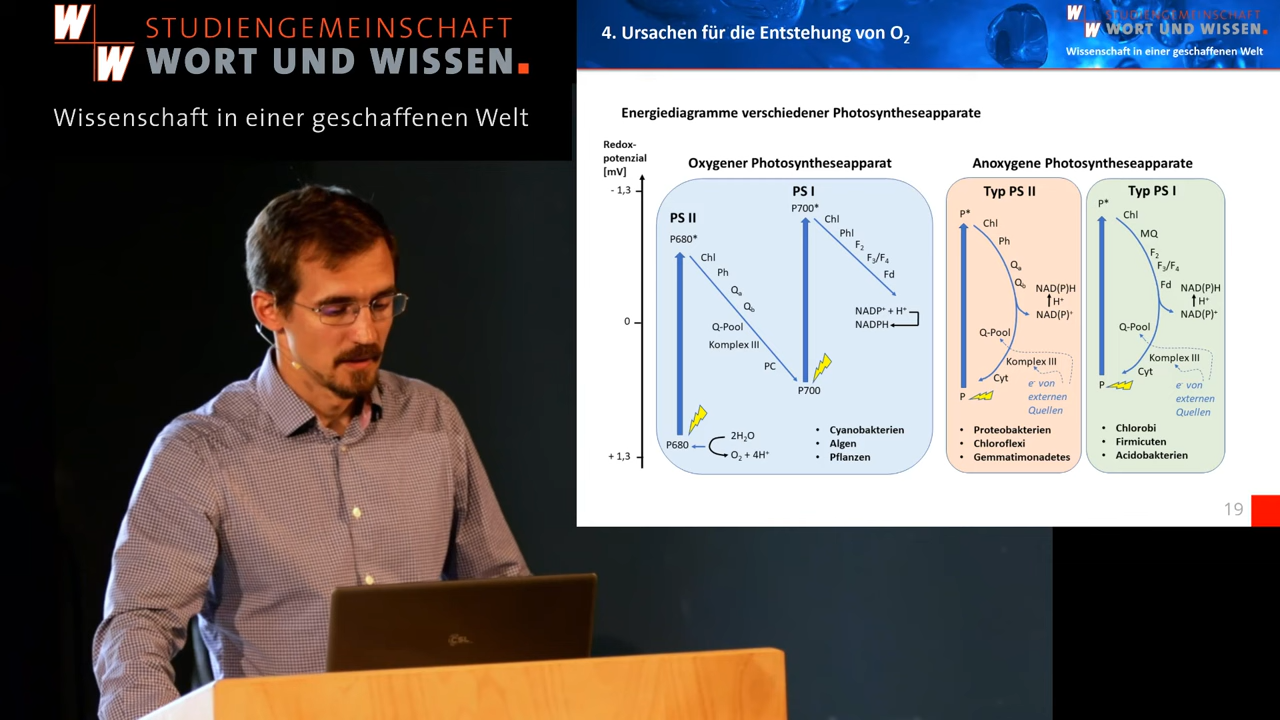 W
W
STUDIENGEMEINSCHAFT
WORT UND WISSEN.
Wissenschaft in einer geschaffenen Welt
4. Ursachen für die Entstehung von O₂
W
W
STUDIENGEMEINSCHAFT
WORT UND WISSEN.
Wissenschaft in einer geschaffenen Welt
Energiediagramme verschiedener Photosyntheseapparate
Redox-
potenzial
[mV]
- 1,3
0
+ 1,3
Oxygener Photosyntheseapparat
PS II
P680*
Chl
Ph
Qa
Qb
Q-Pool
Komplex III
PC
P680
2H₂O
O₂ + 4H⁺
PS I
P700*
Chl
Phl
F₂
F₃/F₄
Fd
NADP⁺ + H⁺
NADPH
P700
• Cyanobakterien
• Algen
• Pflanzen
Anoxygene Photosyntheseapparate
Typ PS II
P*
Chl
Ph
Qa
Qb
NAD(P)H
H⁺
NAD(P)⁺
Q-Pool
Komplex III
Cyt
P
e⁻ von
externen
Quellen
• Proteobakterien
• Chloroflexi
• Gemmatimonadetes
Typ PS I
P*
Chl
MQ
F₂
F₃/F₄
Fd
NAD(P)H
H⁺
NAD(P)⁺
Q-Pool
Komplex III
Cyt
P
e⁻ von
externen
Quellen
• Chlorobi
• Firmicuten
• Acidobakterien
19